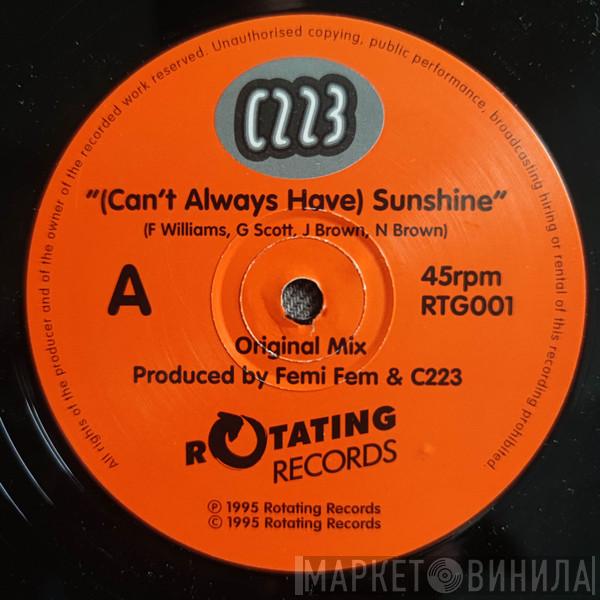 All rights of the producer and of the owner of the recorded work reserved. Unauthorised copying, public performance, broadcasting hiring or rental of this recording prohibited.
C223
"(Can't Always Have) Sunshine"
(F Williams, G Scott, J Brown, N Brown)
A
45rpm
RTG001
Original Mix
Produced by Femi Fem & C223
ROTATING
RECORDS
℗ 1995 Rotating Records
© 1995 Rotating Records
МАРКЕТ ВИНИЛА